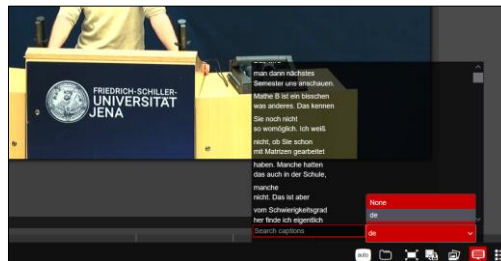 FRIEDRICH-SCHILLER-
UNIVERSITÄT
JENA
man dann nächstes
Semester uns anschauen.
Mathe B ist ein bisschen
was anderes. Das kennen
Sie noch nicht
so womöglich. Ich weiß
nicht, ob Sie schon
mit Matrizen gearbeitet
haben. Manche hatten
das auch in der Schule,
manche
nicht. Das ist aber
vom Schwierigkeitsgrad
her finde ich eigentlich
Search captions
None
de
de
auto